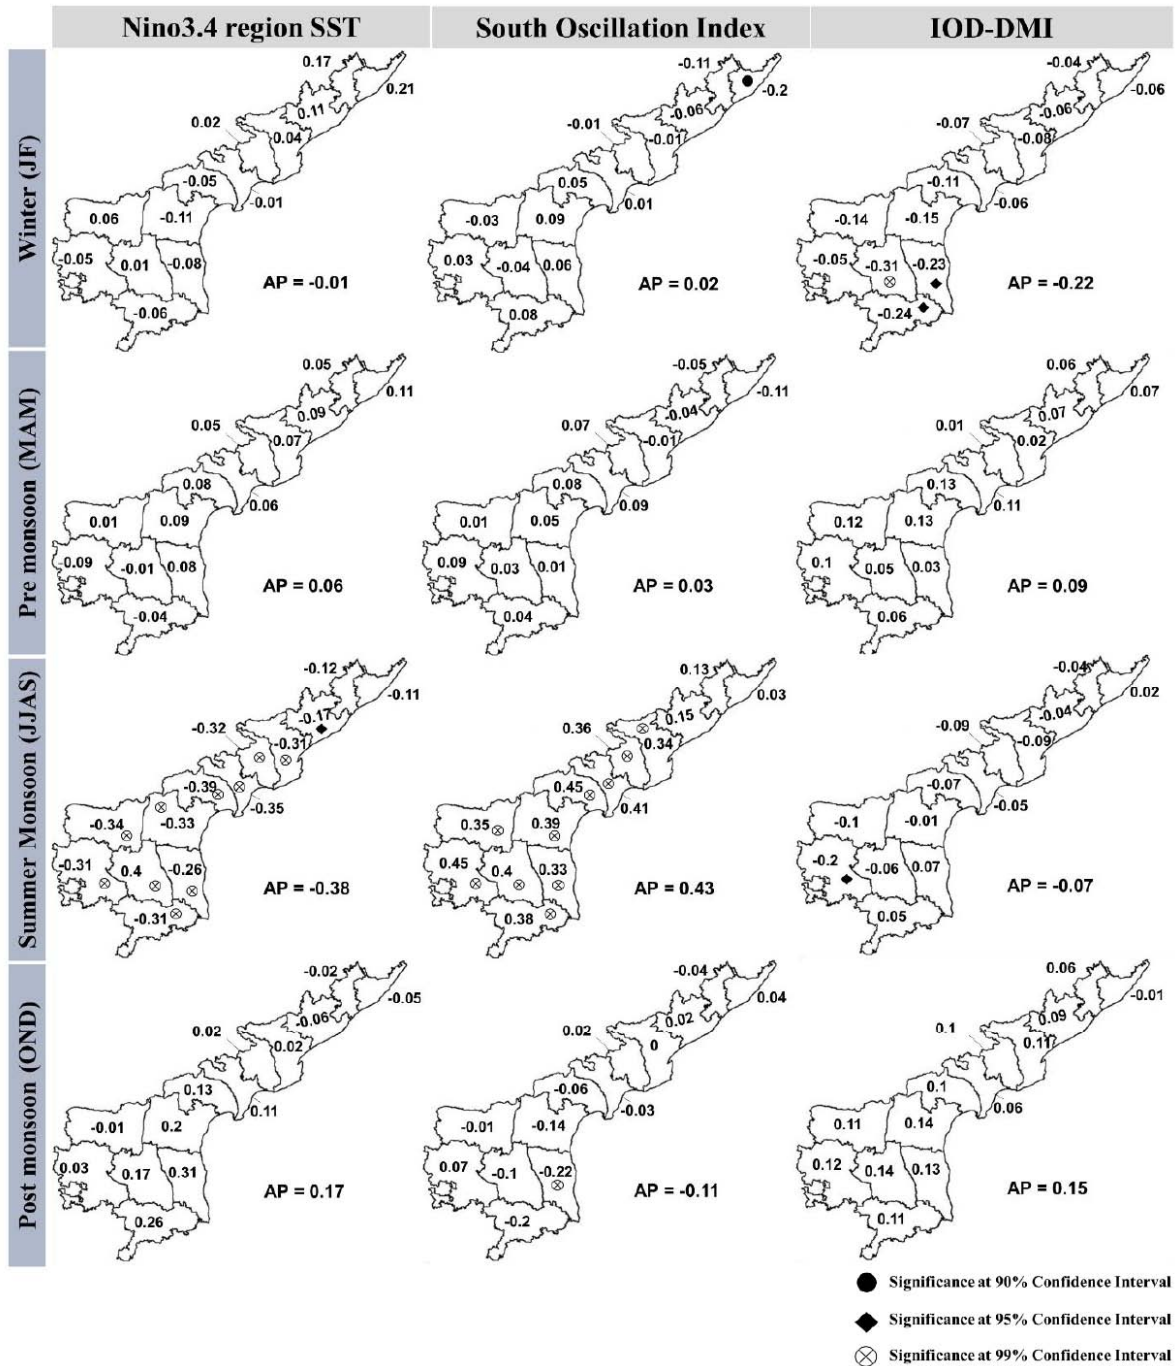 Nino3.4 region SST South Oscillation Index IOD-DMI
Winter (JF)
0.17 -0.11 -0.04
0.21 -0.2 -0.06
0.11 -0.06 -0.06
0.02 0.04 -0.01 -0.01 -0.07 -0.08
-0.05 0.05 -0.11
-0.01 0.01 -0.06
0.06 -0.11 -0.03 0.09 -0.14 -0.15
-0.05 0.01 -0.08 0.03 -0.04 0.06 -0.05 -0.31 -0.23
AP = -0.01 AP = 0.02 AP = -0.22
-0.06 0.08 -0.24
Pre monsoon (MAM)
0.05 -0.05 0.06
0.11 -0.11 0.07
0.09 -0.04 0.07
0.05 0.07 0.07 -0.01 0.01 0.02
0.08 0.08 0.13
0.06 0.09 0.11
0.01 0.09 0.01 0.05 0.12 0.13
-0.09 -0.01 0.08 0.09 0.03 0.01 0.1 0.05 0.03
AP = 0.06 AP = 0.03 AP = 0.09
-0.04 0.04 0.06
Summer Monsoon (JJAS)
-0.12 0.13 -0.04
-0.11 0.03 0.02
-0.17 0.15 -0.04
-0.32 -0.31 0.36 0.34 -0.09 -0.09
-0.39 0.45 -0.07
-0.35 0.41 -0.05
-0.34 -0.33 0.35 0.39 -0.1 -0.01
-0.31 0.4 -0.26 0.45 0.4 0.33 -0.2 -0.06 0.07
AP = -0.38 AP = 0.43 AP = -0.07
-0.31 0.38 0.05
Post monsoon (OND)
-0.02 -0.04 0.06
-0.05 0.04 -0.01
-0.06 0.02 0.09
0.02 0.02 0.02 0 0.1 0.11
0.13 -0.06 0.1
0.11 -0.03 0.06
-0.01 0.2 -0.01 -0.14 0.11 0.14
0.03 0.17 0.31 0.07 -0.1 -0.22 0.12 0.14 0.13
AP = 0.17 AP = -0.11 AP = 0.15
0.26 -0.2 0.11
Significance at 90% Confidence Interval
Significance at 95% Confidence Interval
Significance at 99% Confidence Interval